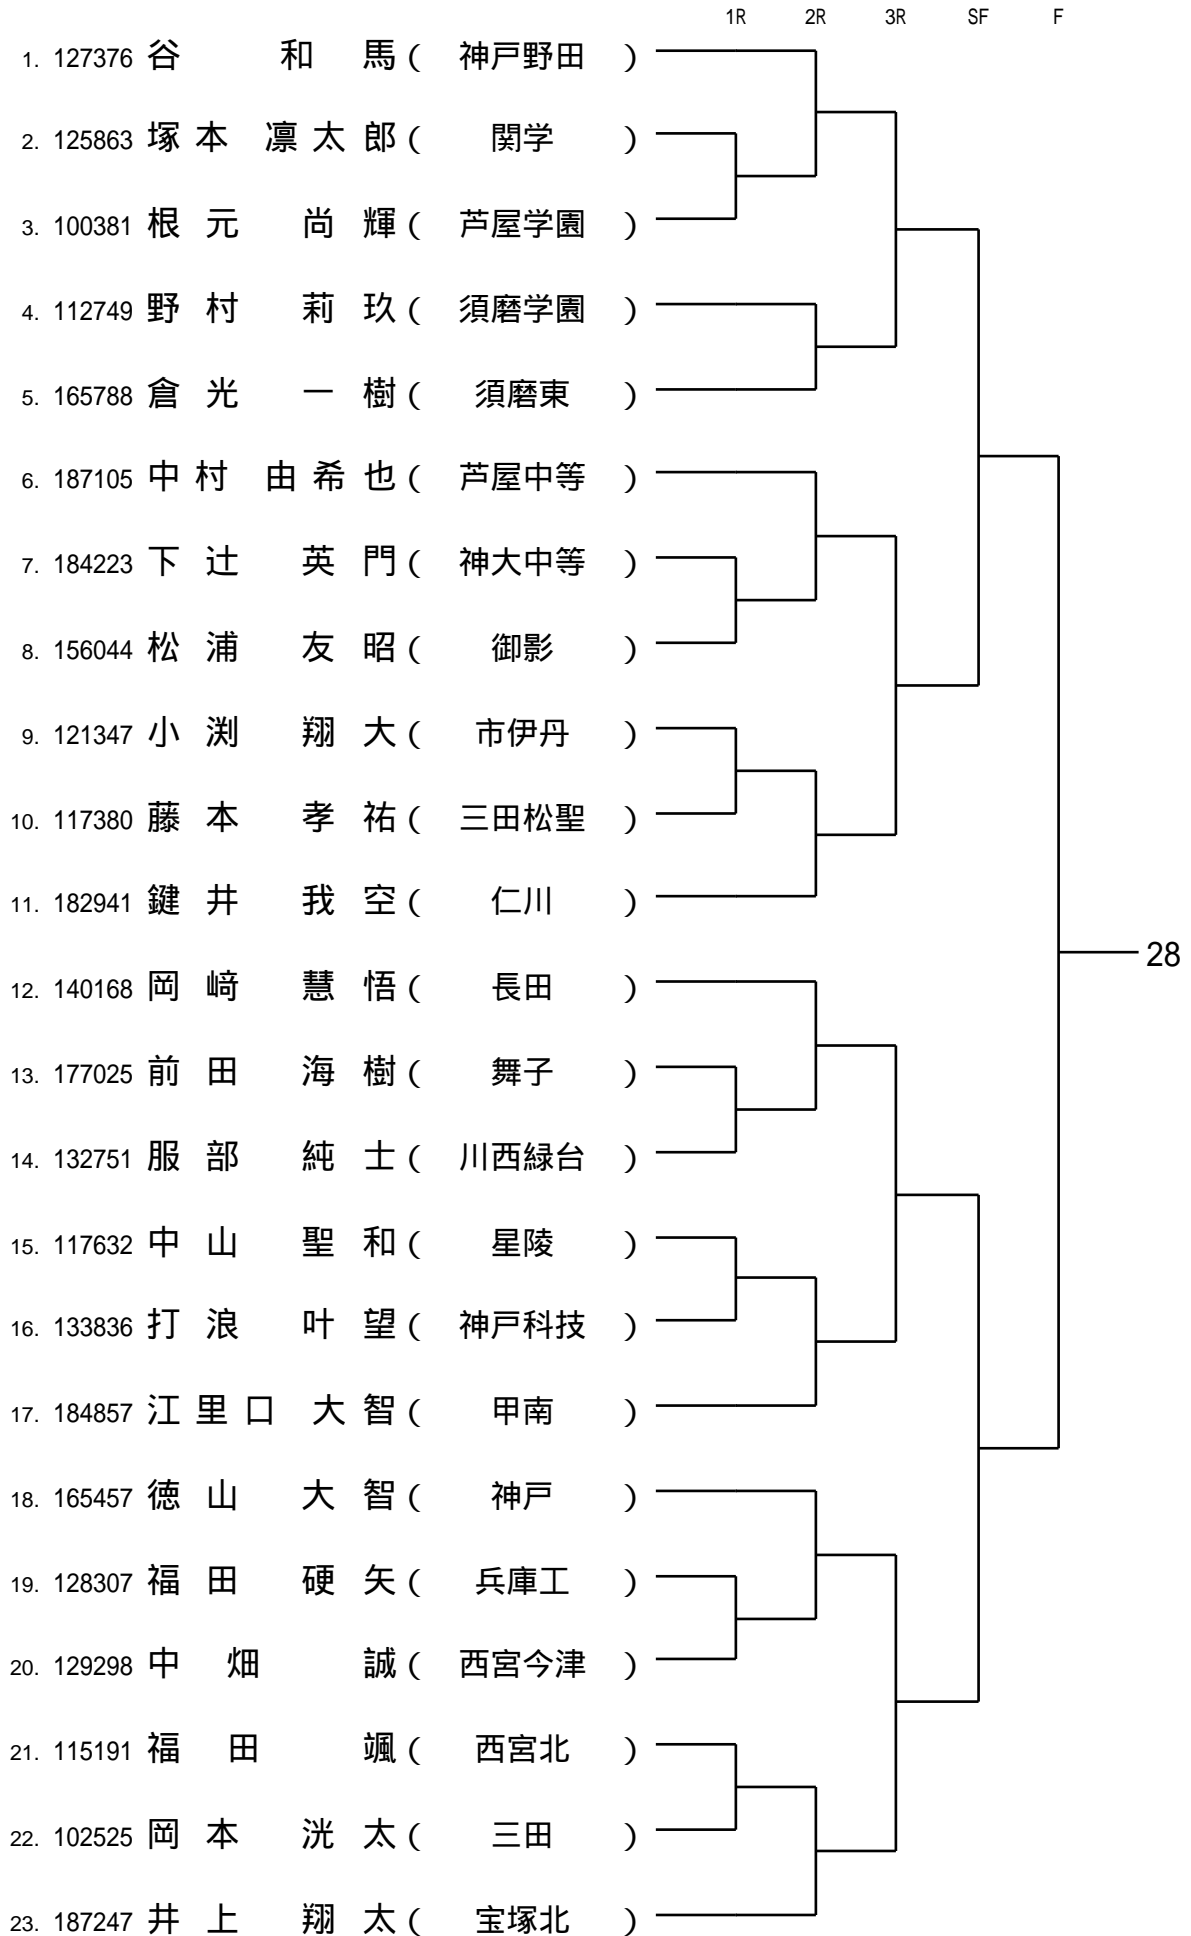 1R 2R 3R SF F
1. 127376 谷 和馬 ( 神戸野田 )
2. 125863 塚本 凛太郎 ( 関学 )
3. 100381 根元 尚輝 ( 芦屋学園 )
4. 112749 野村 莉玖 ( 須磨学園 )
5. 165788 倉光 一樹 ( 須磨東 )
6. 187105 中村 由希也 ( 芦屋中等 )
7. 184223 下辻 英門 ( 神大中等 )
8. 156044 松浦 友昭 ( 御影 )
9. 121347 小渕 翔大 ( 市伊丹 )
10. 117380 藤本 孝祐 ( 三田松聖 )
11. 182941 鍵井 我空 ( 仁川 )
28
12. 140168 岡﨑 慧悟 ( 長田 )
13. 177025 前田 海樹 ( 舞子 )
14. 132751 服部 純士 ( 川西緑台 )
15. 117632 中山 聖和 ( 星陵 )
16. 133836 打浪 叶望 ( 神戸科技 )
17. 184857 江里口 大智 ( 甲南 )
18. 165457 徳山 大智 ( 神戸 )
19. 128307 福田 硬矢 ( 兵庫工 )
20. 129298 中畑 誠 ( 西宮今津 )
21. 115191 福田 颯 ( 西宮北 )
22. 102525 岡本 洸太 ( 三田 )
23. 187247 井上 翔太 ( 宝塚北 )